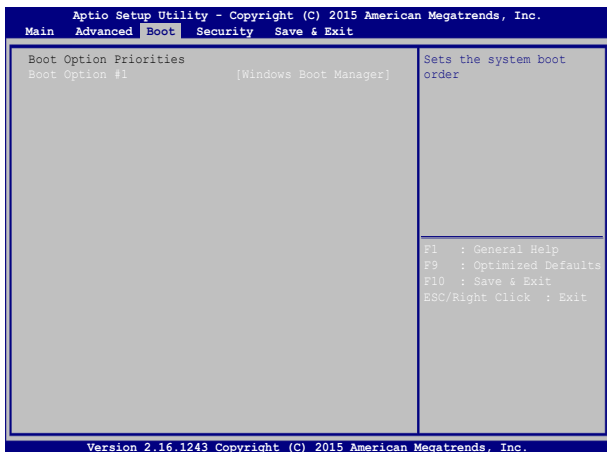 Aptio Setup Utility - Copyright (C) 2015 American Megatrends, Inc.
Main Advanced Boot Security Save & Exit
Boot Option Priorities
Boot Option #1 [Windows Boot Manager]
Sets the system boot
order
F1 : General Help
F9 : Optimized Defaults
F10 : Save & Exit
ESC/Right Click : Exit
Version 2.16.1243 Copyright (C) 2015 American Megatrends, Inc.